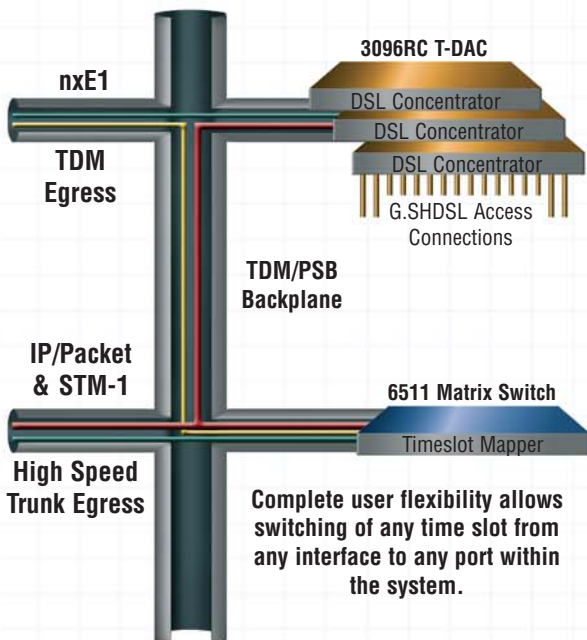 3096RC T-DAC
nxE1
DSL Concentrator
DSL Concentrator
DSL Concentrator
TDM
Egress
G.SHDSL Access
Connections
TDM/PSB
Backplane
IP/Packet
& STM-1
6511 Matrix Switch
Timeslot Mapper
High Speed
Trunk Egress
Complete user flexibility allows
switching of any time slot from
any interface to any port within
the system.